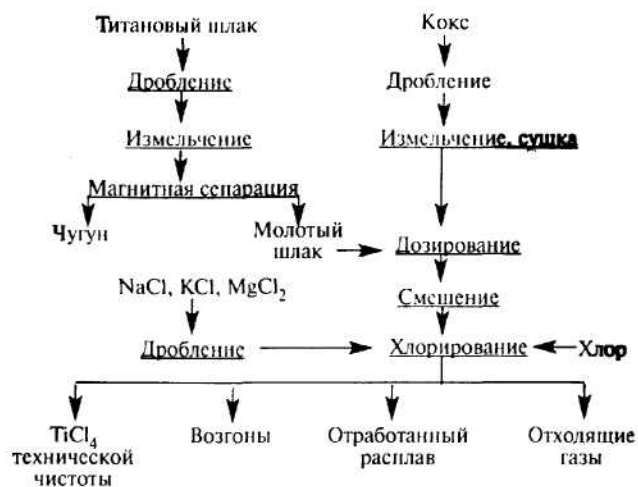 Титановый шлак
Кокс
Дробление
Дробление
Измельчение
Измельчение, сушка
Магнитная сепарация
Чугун
Молотый
шлак
Дозирование
NaCl, KCl, MgCl₂
Смешение
Дробление
Хлорирование
Хлор
TiCl₄
технической
чистоты
Возгоны
Отработанный
расплав
Отходящие
газы